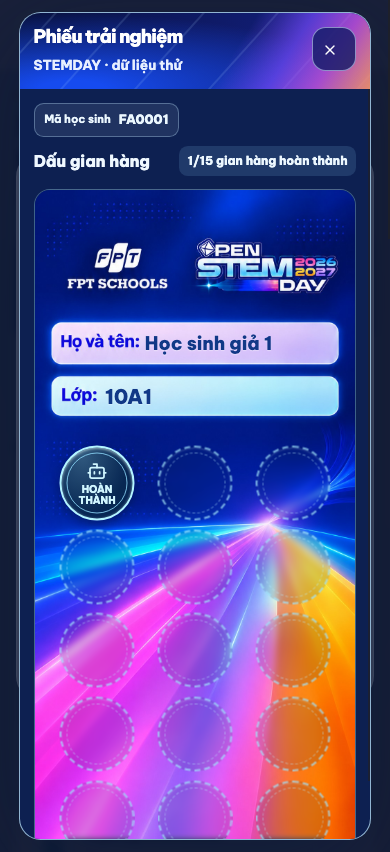 Phiếu trải nghiệm
STEMDAY · dữ liệu thử
×
Mã học sinh FA0001
Dấu gian hàng
1/15 gian hàng hoàn thành
FPT
FPT SCHOOLS
OPEN
STEM 2026
2027
DAY
Họ và tên: Học sinh giả 1
Lớp: 10A1
HOÀN
THÀNH